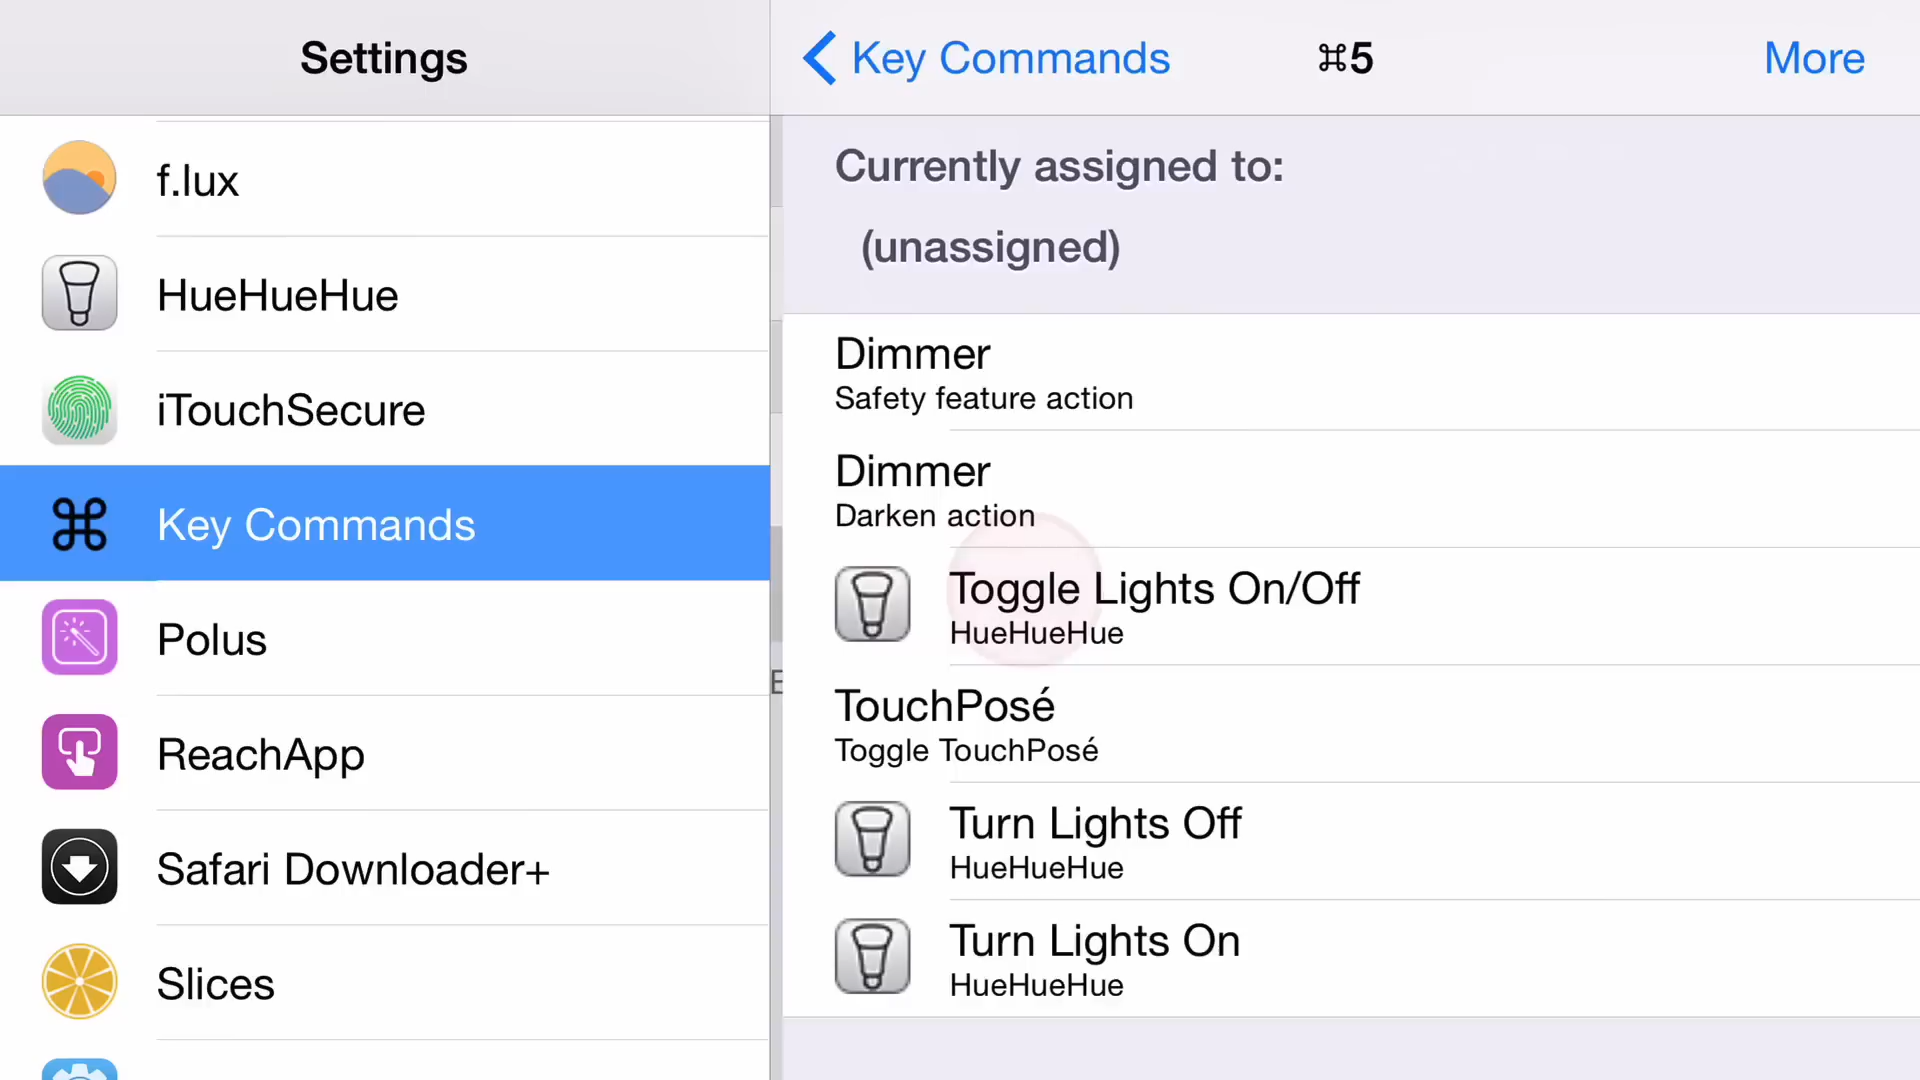 Settings
f.lux
HueHueHue
iTouchSecure
Key Commands
Polus
ReachApp
Safari Downloader+
Slices
Key Commands
⌘5
More
Currently assigned to:
(unassigned)
Dimmer
Safety feature action
Dimmer
Darken action
Toggle Lights On/Off
HueHueHue
TouchPosé
Toggle TouchPosé
Turn Lights Off
HueHueHue
Turn Lights On
HueHueHue